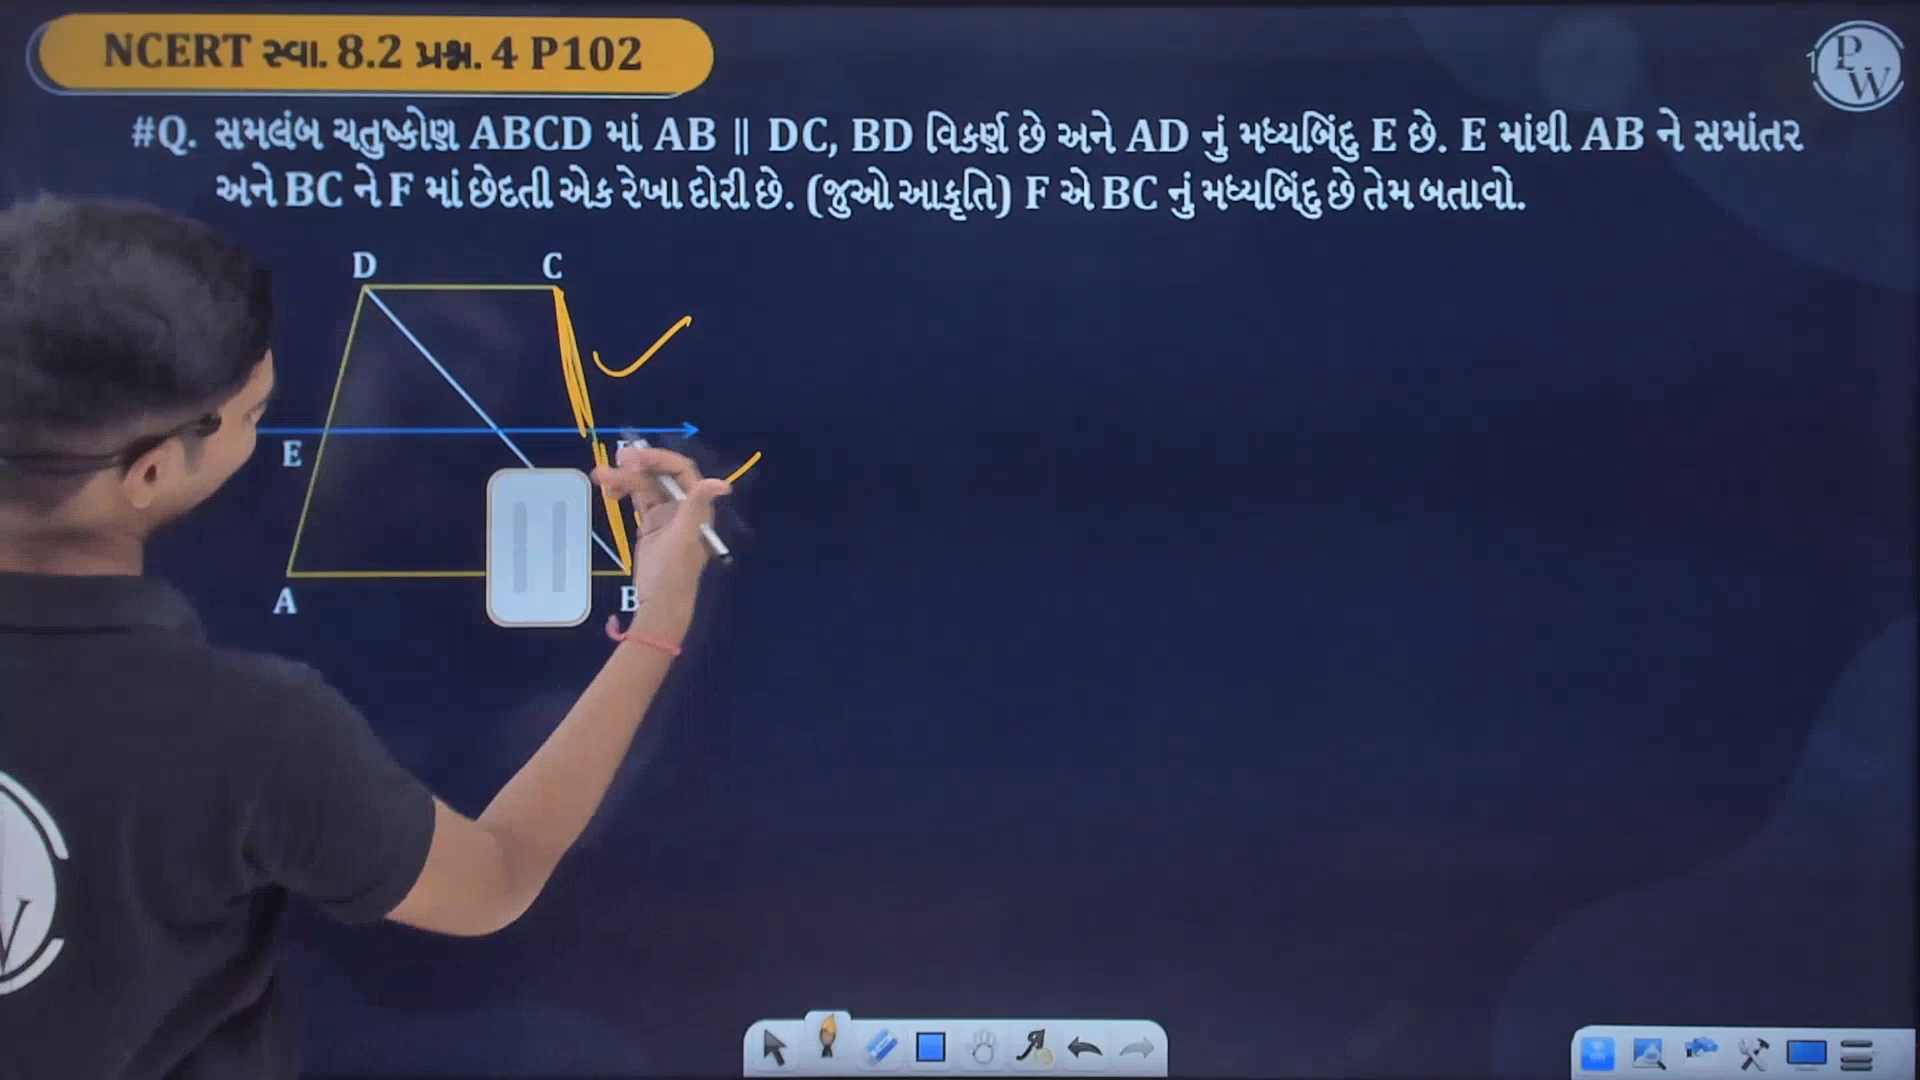 NCERT સ્વા. 8.2 પ્રશ્ન. 4 P102
PW
#Q. સમલંબ ચતુષ્કોણ ABCD માં AB || DC, BD વિકર્ણ છે અને AD નું મધ્યબિંદુ E છે. E માંથી AB ને સમાંતર
અને BC ને F માં છેદતી એક રેખા દોરી છે. (જુઓ આકૃતિ) F એ BC નું મધ્યબિંદુ છે તેમ બતાવો.
D C
E
A B